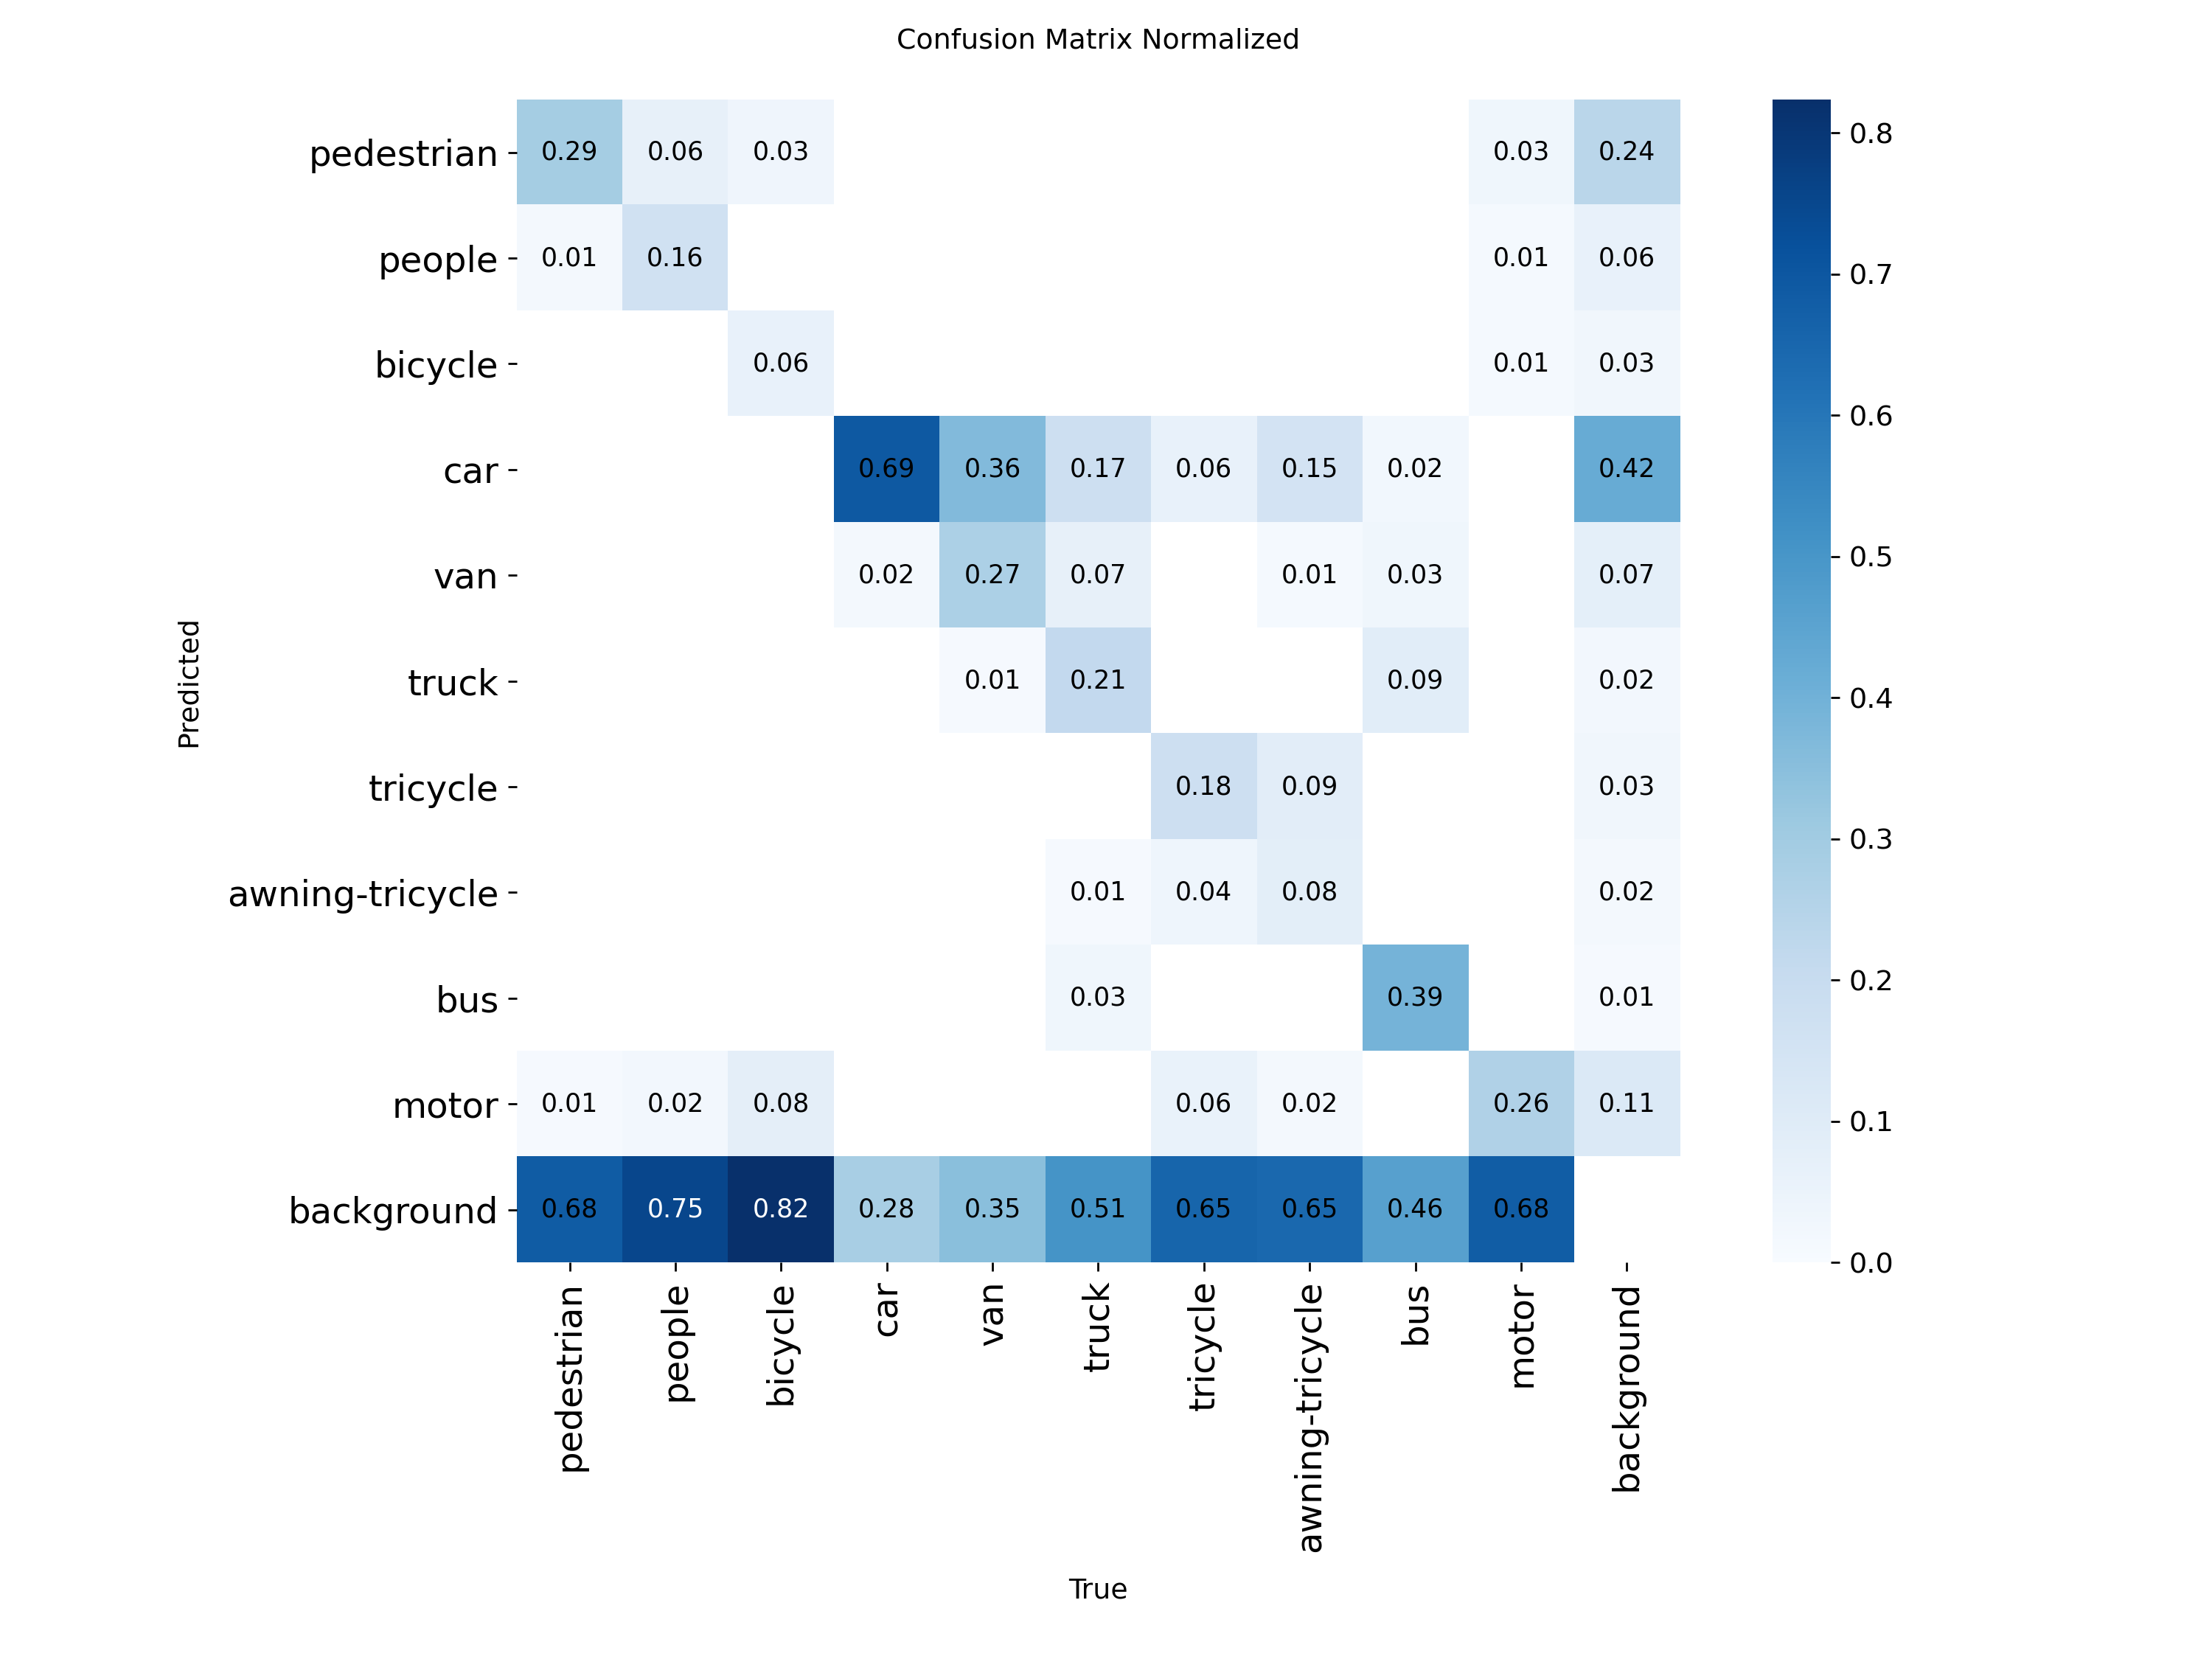 Confusion Matrix Normalized
pedestrian 0.29 0.06 0.03 0.03 0.24
people 0.01 0.16 0.01 0.06
bicycle 0.06 0.01 0.03
car 0.69 0.36 0.17 0.06 0.15 0.02 0.42
van 0.02 0.27 0.07 0.01 0.03 0.07
truck 0.01 0.21 0.09 0.02
tricycle 0.18 0.09 0.03
awning-tricycle 0.01 0.04 0.08 0.02
bus 0.03 0.39 0.01
motor 0.01 0.02 0.08 0.06 0.02 0.26 0.11
background 0.68 0.75 0.82 0.28 0.35 0.51 0.65 0.65 0.46 0.68
Predicted
pedestrian
people
bicycle
car
van
truck
tricycle
awning-tricycle
bus
motor
background
True
0.8
0.7
0.6
0.5
0.4
0.3
0.2
0.1
0.0